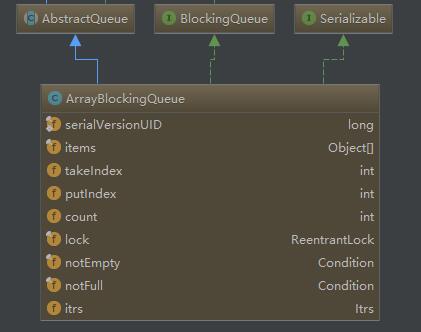 AbstractQueue BlockingQueue Serializable
ArrayBlockingQueue
serialVersionUID long
items Object[]
takeIndex int
putIndex int
count int
lock ReentrantLock
notEmpty Condition
notFull Condition
itrs Itrs